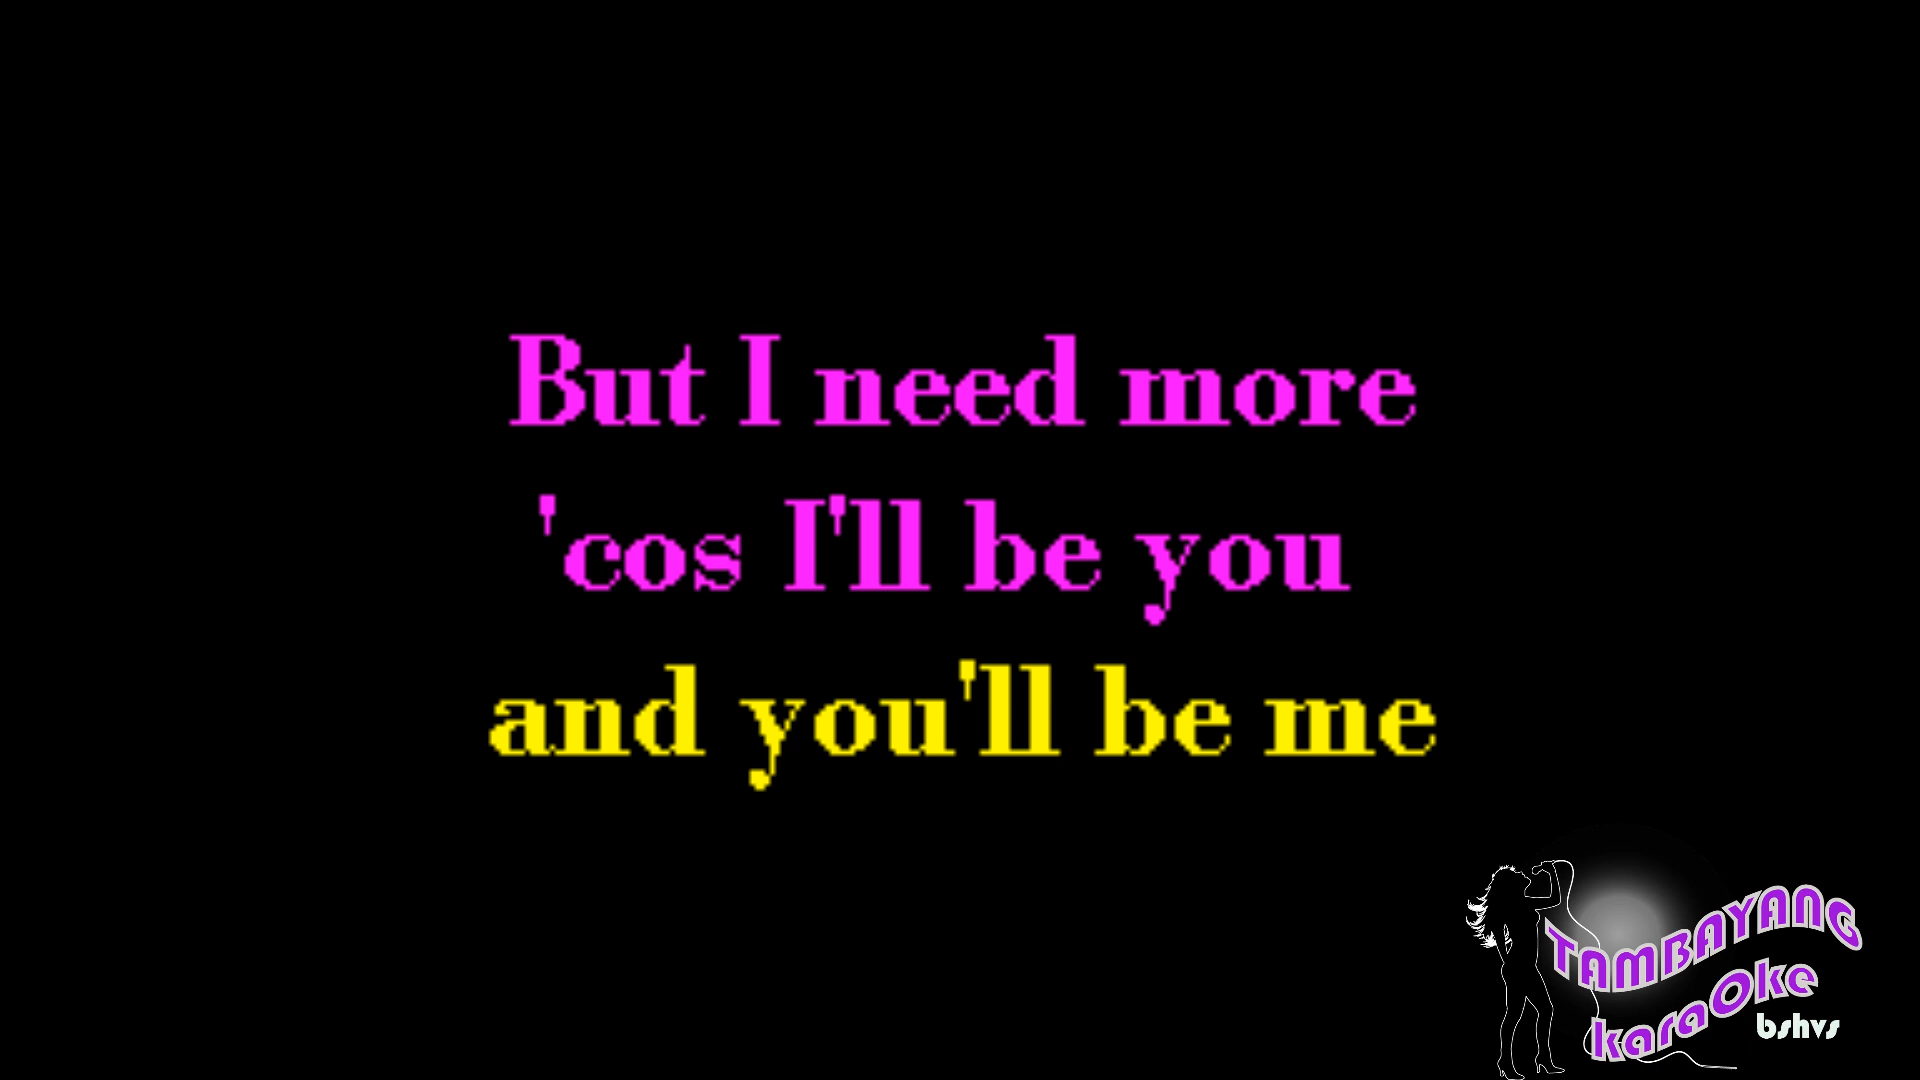 But I need more
'cos I'll be you
and you'll be me
TAMBAYANG
karaOke
bshvs